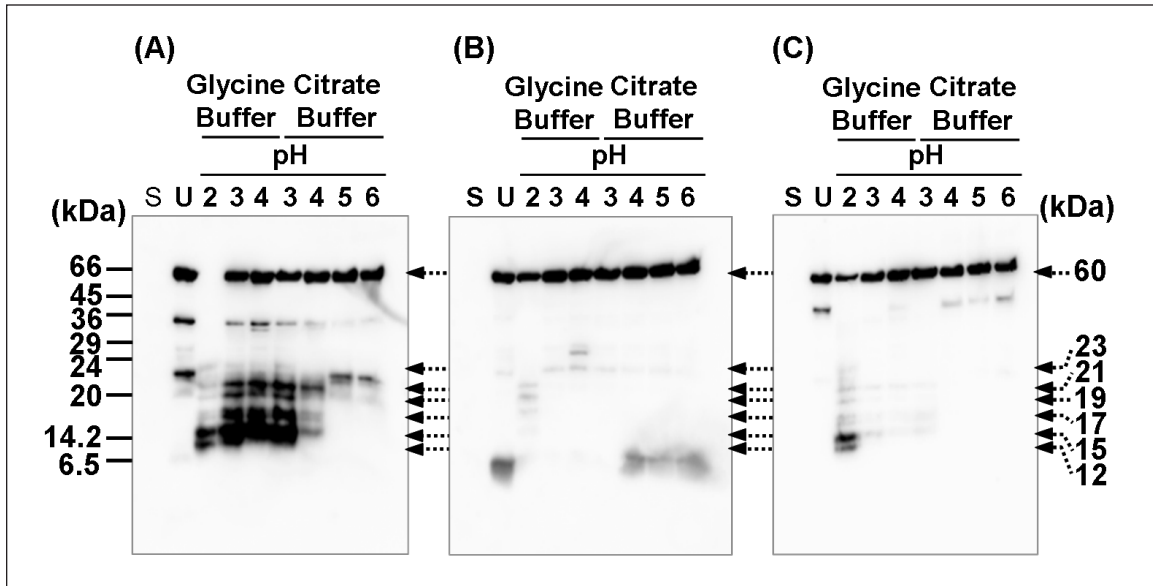 (A) (B) (C)
Glycine Citrate Glycine Citrate Glycine Citrate
Buffer Buffer Buffer Buffer Buffer Buffer
pH pH pH
S U 2 3 4 3 4 5 6 S U 2 3 4 3 4 5 6 S U 2 3 4 3 4 5 6
(kDa) (kDa)
66 60
45
36
29 23
24 21
20 19
14.2 17
6.5 15
12